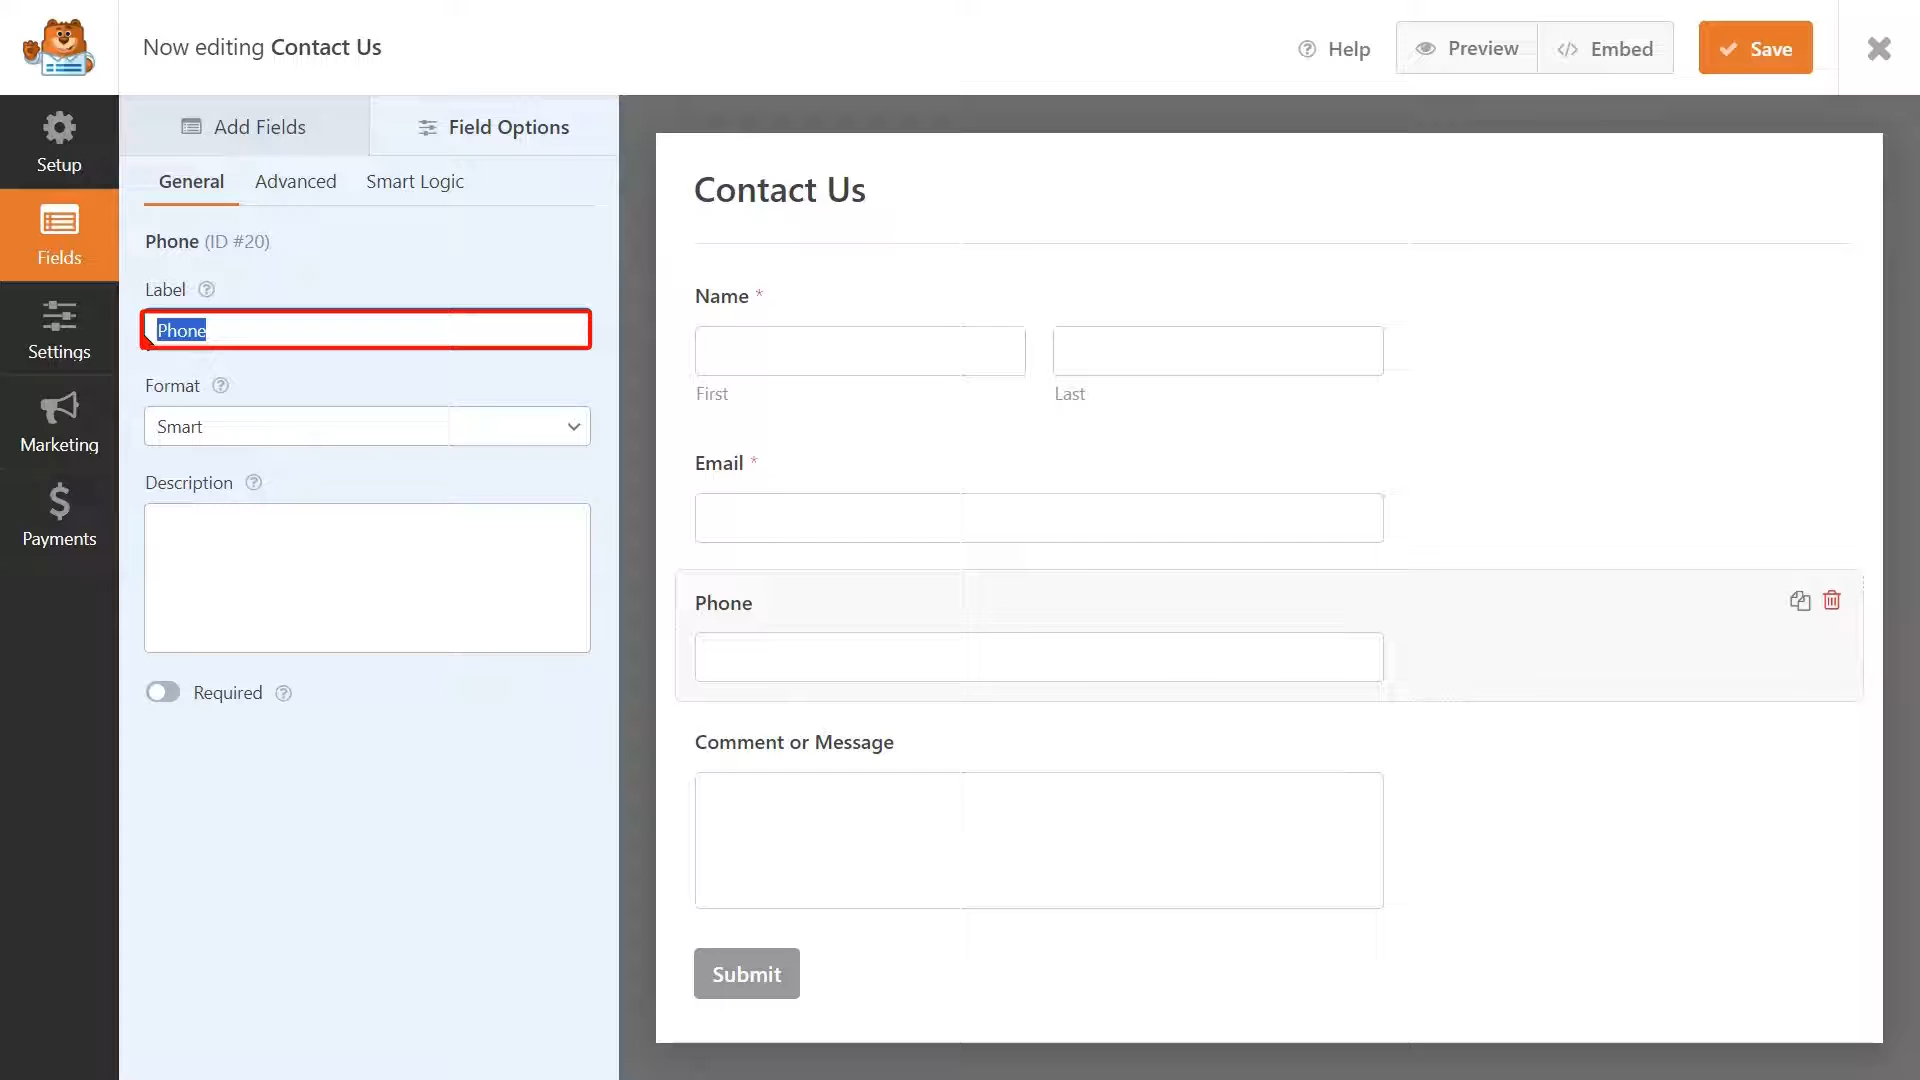 Now editing Contact Us
Help
Preview
Embed
Save
Setup
Fields
Settings
Marketing
Payments
Add Fields
Field Options
General
Advanced
Smart Logic
Phone (ID #20)
Label
Phone
Format
Smart
Description
Required
Contact Us
Name *
First
Last
Email *
Phone
Comment or Message
Submit